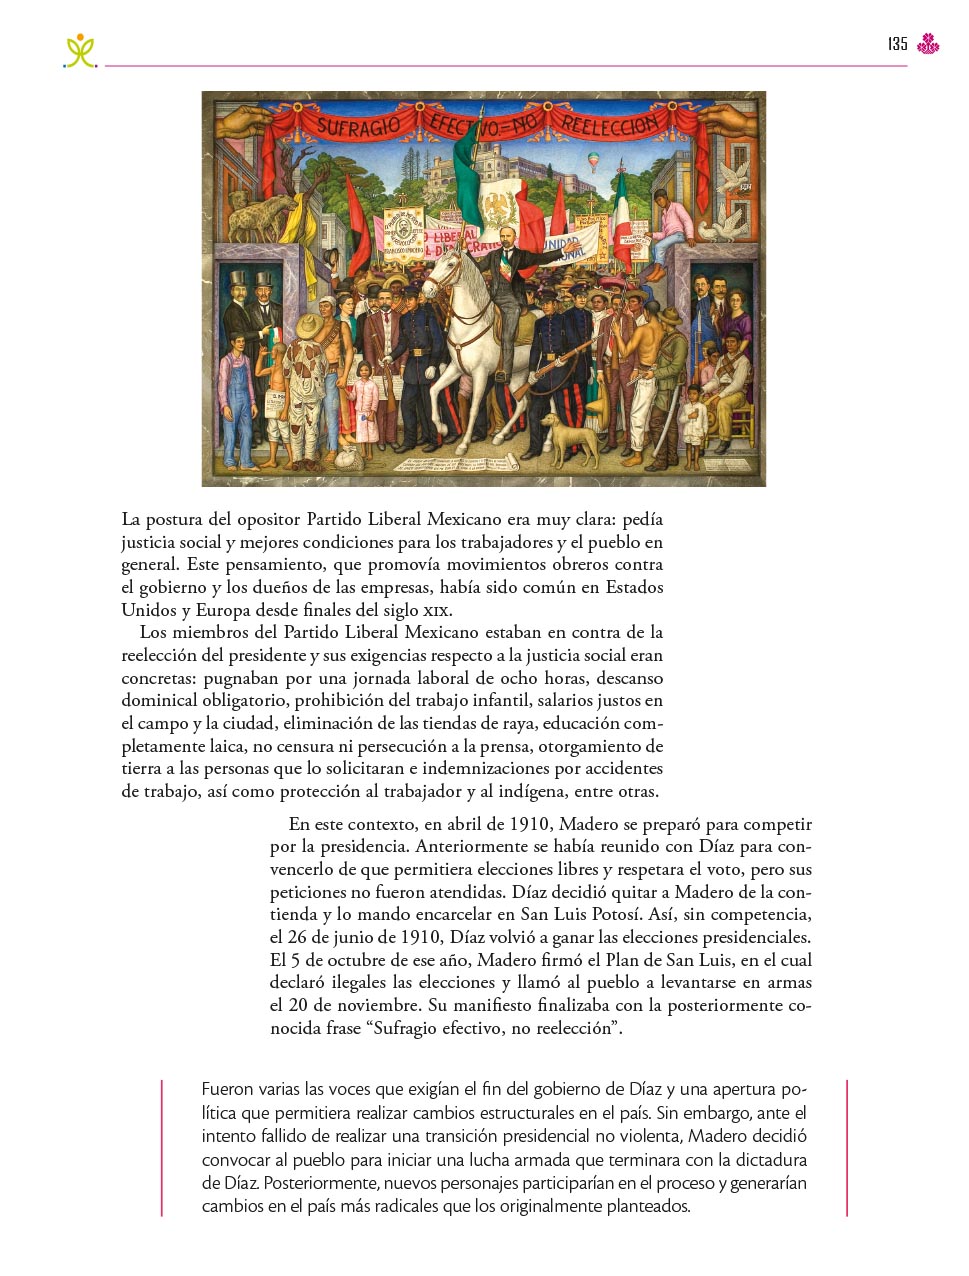 135
SUFRAGIO EFECTIVO=NO REELECCION
LIBERAL
UNIDAD
La postura del opositor Partido Liberal Mexicano era muy clara: pedía
justicia social y mejores condiciones para los trabajadores y el pueblo en
general. Este pensamiento, que promovía movimientos obreros contra
el gobierno y los dueños de las empresas, había sido común en Estados
Unidos y Europa desde finales del siglo XIX.
Los miembros del Partido Liberal Mexicano estaban en contra de la
reelección del presidente y sus exigencias respecto a la justicia social eran
concretas: pugnaban por una jornada laboral de ocho horas, descanso
dominical obligatorio, prohibición del trabajo infantil, salarios justos en
el campo y la ciudad, eliminación de las tiendas de raya, educación com-
pletamente laica, no censura ni persecución a la prensa, otorgamiento de
tierra a las personas que lo solicitaran e indemnizaciones por accidentes
de trabajo, así como protección al trabajador y al indígena, entre otras.
En este contexto, en abril de 1910, Madero se preparó para competir
por la presidencia. Anteriormente se había reunido con Díaz para con-
vencerlo de que permitiera elecciones libres y respetara el voto, pero sus
peticiones no fueron atendidas. Díaz decidió quitar a Madero de la con-
tienda y lo mando encarcelar en San Luis Potosí. Así, sin competencia,
el 26 de junio de 1910, Díaz volvió a ganar las elecciones presidenciales.
El 5 de octubre de ese año, Madero firmó el Plan de San Luis, en el cual
declaró ilegales las elecciones y llamó al pueblo a levantarse en armas
el 20 de noviembre. Su manifiesto finalizaba con la posteriormente co-
nocida frase “Sufragio efectivo, no reelección”.
Fueron varias las voces que exigían el fin del gobierno de Díaz y una apertura po-
lítica que permitiera realizar cambios estructurales en el país. Sin embargo, ante el
intento fallido de realizar una transición presidencial no violenta, Madero decidió
convocar al pueblo para iniciar una lucha armada que terminara con la dictadura
de Díaz. Posteriormente, nuevos personajes participarían en el proceso y generarían
cambios en el país más radicales que los originalmente planteados.